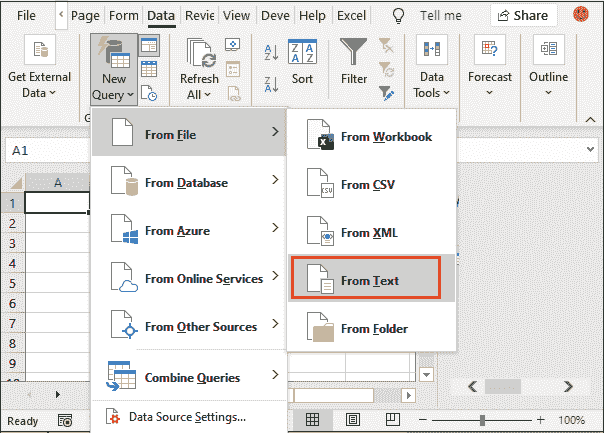 File Page Form Data Revie View Deve Help Excel Tell me Share
Get External
Data
New
Query
Refresh
All
Sort
Filter
Data
Tools
Forecast
Outline
A1
A
1
2
3
4
5
6
7
8
9
From File
From Database
From Azure
From Online Services
From Other Sources
Combine Queries
Data Source Settings...
From Workbook
From CSV
From XML
From Text
From Folder
Ready
100%